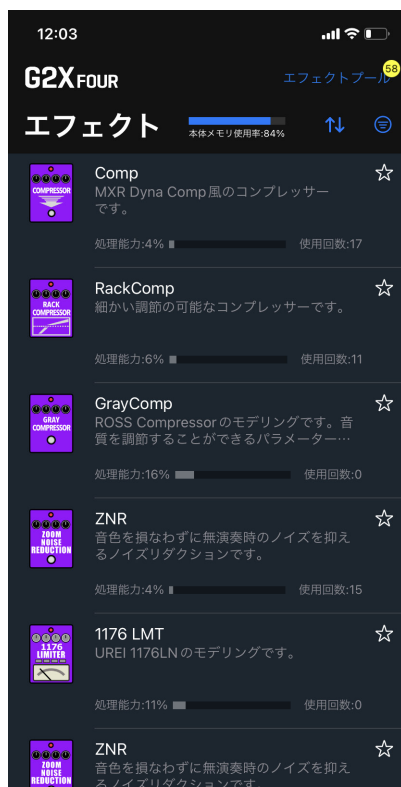 12:03
58
G2X FOUR
エフェクトプール
エフェクト
本体メモリ使用率:84%
COMPRESSOR
Comp
MXR Dyna Comp風のコンプレッサー
です。
処理能力:4%
使用回数:17
RACK
COMPRESSOR
RackComp
細かい調節の可能なコンプレッサーです。
処理能力:6%
使用回数:11
GRAY
COMPRESSOR
GrayComp
ROSS Compressorのモデリングです。音
質を調節することができるパラメーター…
処理能力:16%
使用回数:0
ZOOM
NOISE
REDUCTION
ZNR
音色を損なわずに無演奏時のノイズを抑え
るノイズリダクションです。
処理能力:4%
使用回数:15
1176
LIMITER
1176 LMT
UREI 1176LNのモデリングです。
処理能力:11%
使用回数:0
ZOOM
NOISE
REDUCTION
ZNR
音色を損なわずに無演奏時のノイズを抑え
るノイズリダクションです。